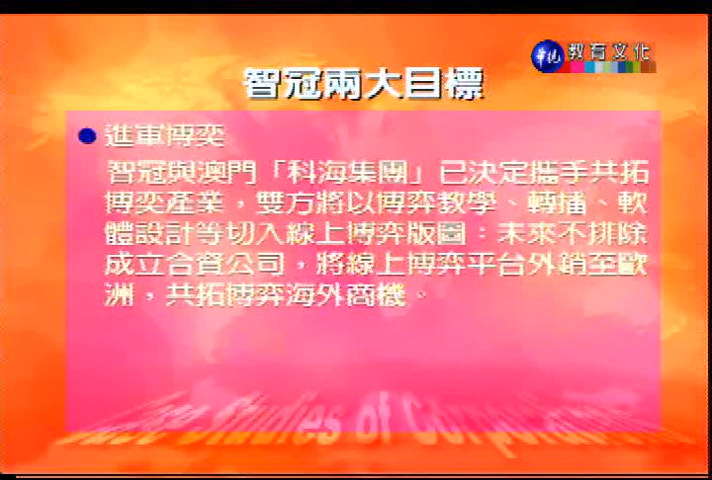 華視 教育文化
智冠兩大目標
進軍博奕
智冠與澳門「科海集團」已決定攜手共拓
博奕產業，雙方將以博弈教學、轉播、軟
體設計等切入線上博弈版圖；未來不排除
成立合資公司，將線上博弈平台外銷至歐
洲，共拓博弈海外商機。
Case Studies of Corporate